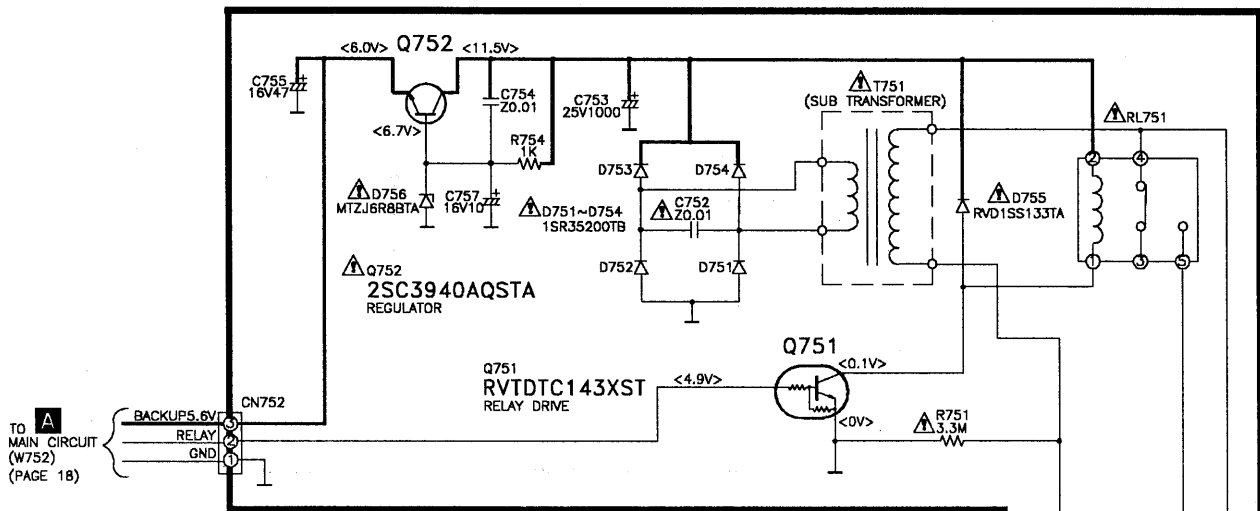 <6.0V> Q752 <11.5V>
C755
16V47
C754
Z0.01
C753
25V1000
T751
(SUB TRANSFORMER)
RL751
<6.7V>
R754
1K
D753
D754
2
4
D756
MTZJ6R8BTA
C757
16V10
D751~D754
1SR35200TB
C752
Z0.01
D755
RVD1SS133TA
Q752
2SC3940AQSTA
REGULATOR
D752
D751
1
3
5
Q751
Q751
RVTDTC143XST
RELAY DRIVE
<4.9V>
<0.1V>
<0V>
R751
3.3M
CN752
TO A
MAIN CIRCUIT
(W752)
(PAGE 18)
BACKUP5.6V 3
RELAY 2
GND 1